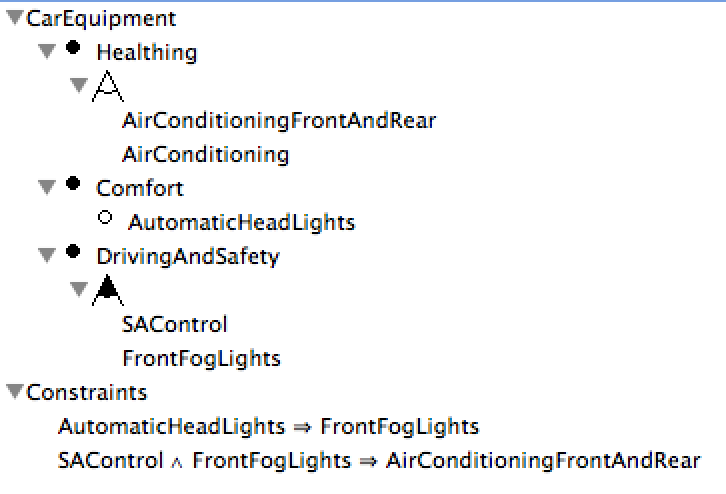 CarEquipment
Healthing
AirConditioningFrontAndRear
AirConditioning
Comfort
AutomaticHeadLights
DrivingAndSafety
SAControl
FrontFogLights
Constraints
AutomaticHeadLights ⇒ FrontFogLights
SAControl ∧ FrontFogLights ⇒ AirConditioningFrontAndRear